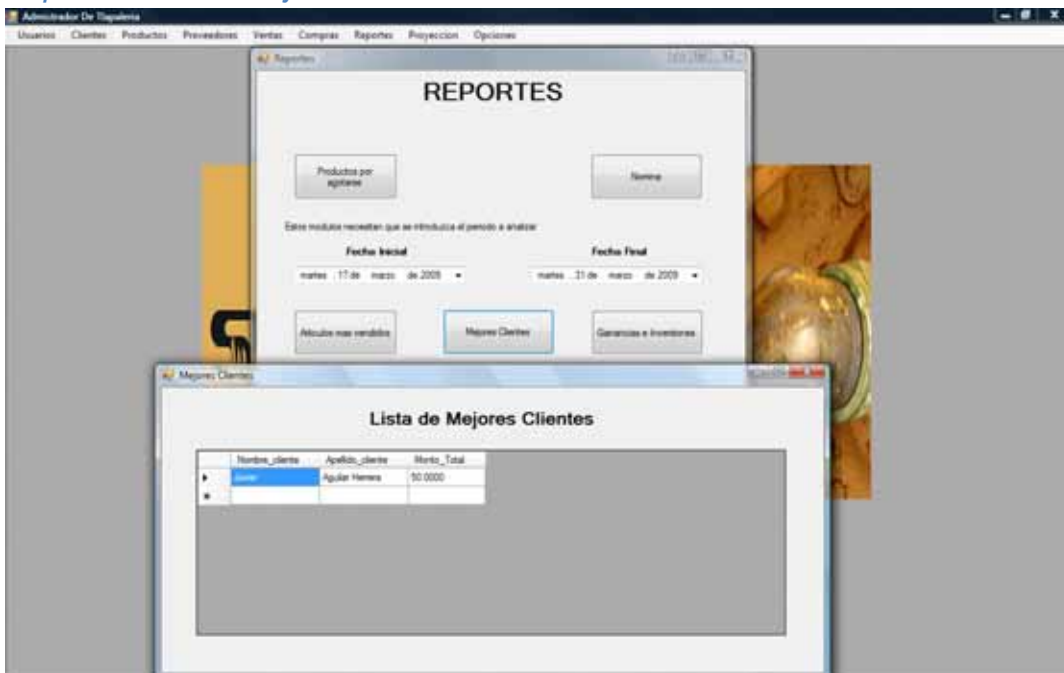 Admistrador De Tlapaleria
Usuarios Clientes Productos Proveedores Ventas Compras Reportes Proyeccion Opciones
Reportes
REPORTES
Productos por agotarse
Nomina
Estos modulos necesitan que se introduzca el periodo a analizar
Fecha Inicial Fecha Final
martes , 17 de marzo de 2009 martes , 31 de marzo de 2009
Articulos mas vendidos Mejores Clientes Ganancias e Inversiones
Mejores Clientes
Lista de Mejores Clientes
Nombre_cliente Apellido_cliente Monto_Total
Aguilar Herrera 50.0000